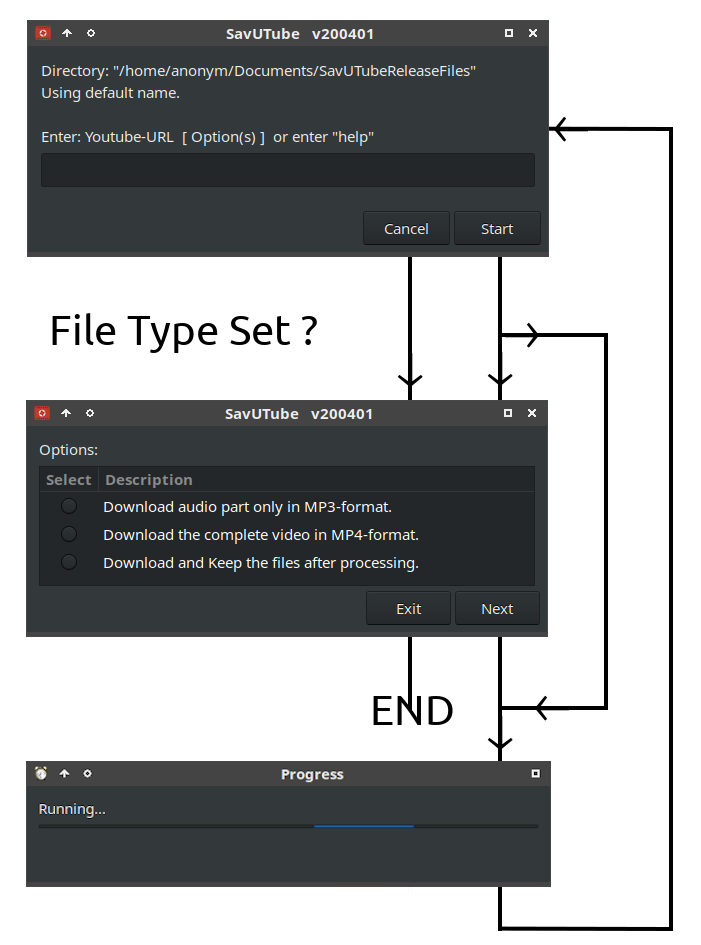 SavUTube v200401
Directory: "/home/anonym/Documents/SavUTubeReleaseFiles"
Using default name.
Enter: Youtube-URL [ Option(s) ] or enter "help"
Cancel Start
File Type Set ?
SavUTube v200401
Options:
Select Description
Download audio part only in MP3-format.
Download the complete video in MP4-format.
Download and Keep the files after processing.
Exit Next
END
Progress
Running...